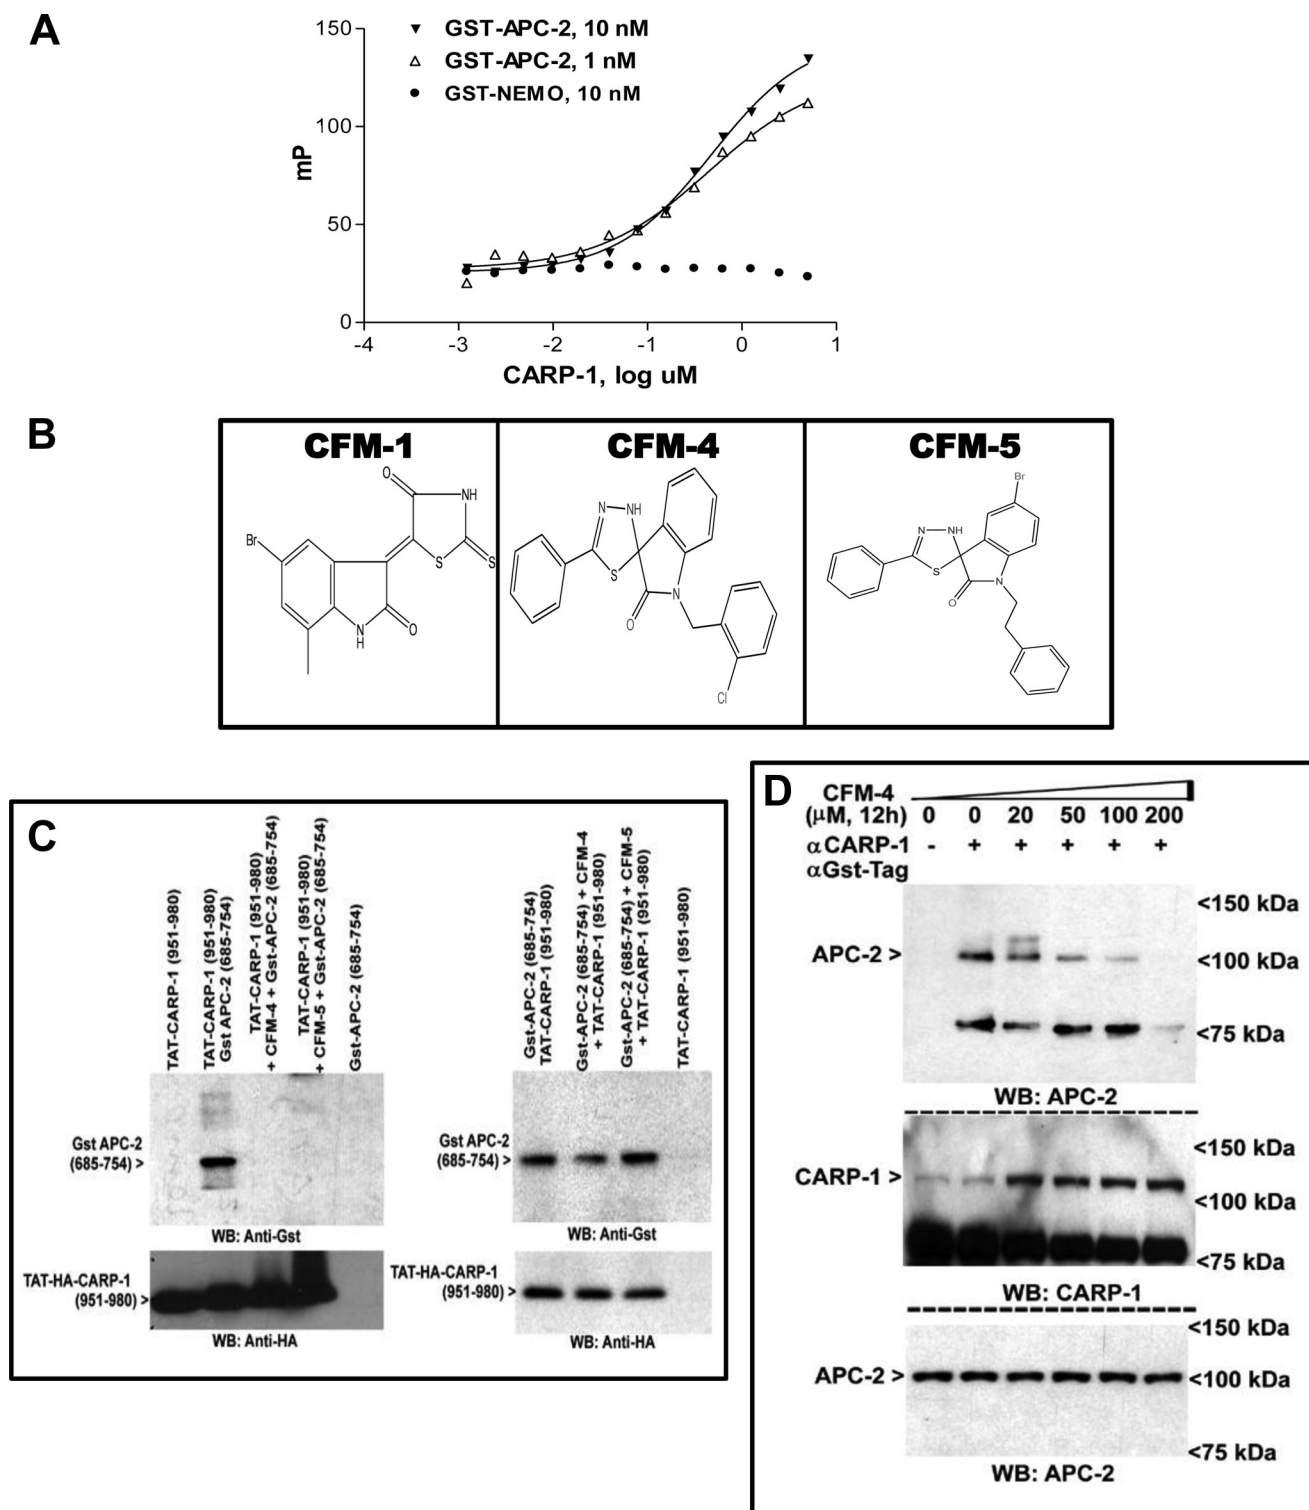 A
GST-APC-2, 10 nM
GST-APC-2, 1 nM
GST-NEMO, 10 nM
150
100
50
0
mP
-4 -3 -2 -1 0 1
CARP-1, log uM
B
CFM-1
CFM-4
CFM-5
O
NH
Br
S
S
O
N
H
N NH
S
O
N
Cl
Br
N NH
S
O
N
C
TAT-CARP-1 (951-980)
TAT-CARP-1 (951-980)
Gst APC-2 (685-754)
TAT-CARP-1 (951-980)
+ CFM-4 + Gst-APC-2 (685-754)
TAT-CARP-1 (951-980)
+ CFM-5 + Gst-APC-2 (685-754)
Gst-APC-2 (685-754)
Gst APC-2
(685-754) >
WB: Anti-Gst
TAT-HA-CARP-1
(951-980) >
WB: Anti-HA
Gst-APC-2 (685-754)
TAT-CARP-1 (951-980)
Gst-APC-2 (685-754) + CFM-4
+ TAT-CARP-1 (951-980)
Gst-APC-2 (685-754) + CFM-5
+ TAT-CARP-1 (951-980)
TAT-CARP-1 (951-980)
Gst APC-2
(685-754) >
WB: Anti-Gst
TAT-HA-CARP-1
(951-980) >
WB: Anti-HA
D
CFM-4
(µM, 12h) 0 0 20 50 100 200
αCARP-1 - + + + + +
αGst-Tag
<150 kDa
APC-2 >
<100 kDa
<75 kDa
WB: APC-2
<150 kDa
CARP-1 >
<100 kDa
<75 kDa
WB: CARP-1
<150 kDa
APC-2 >
<100 kDa
<75 kDa
WB: APC-2